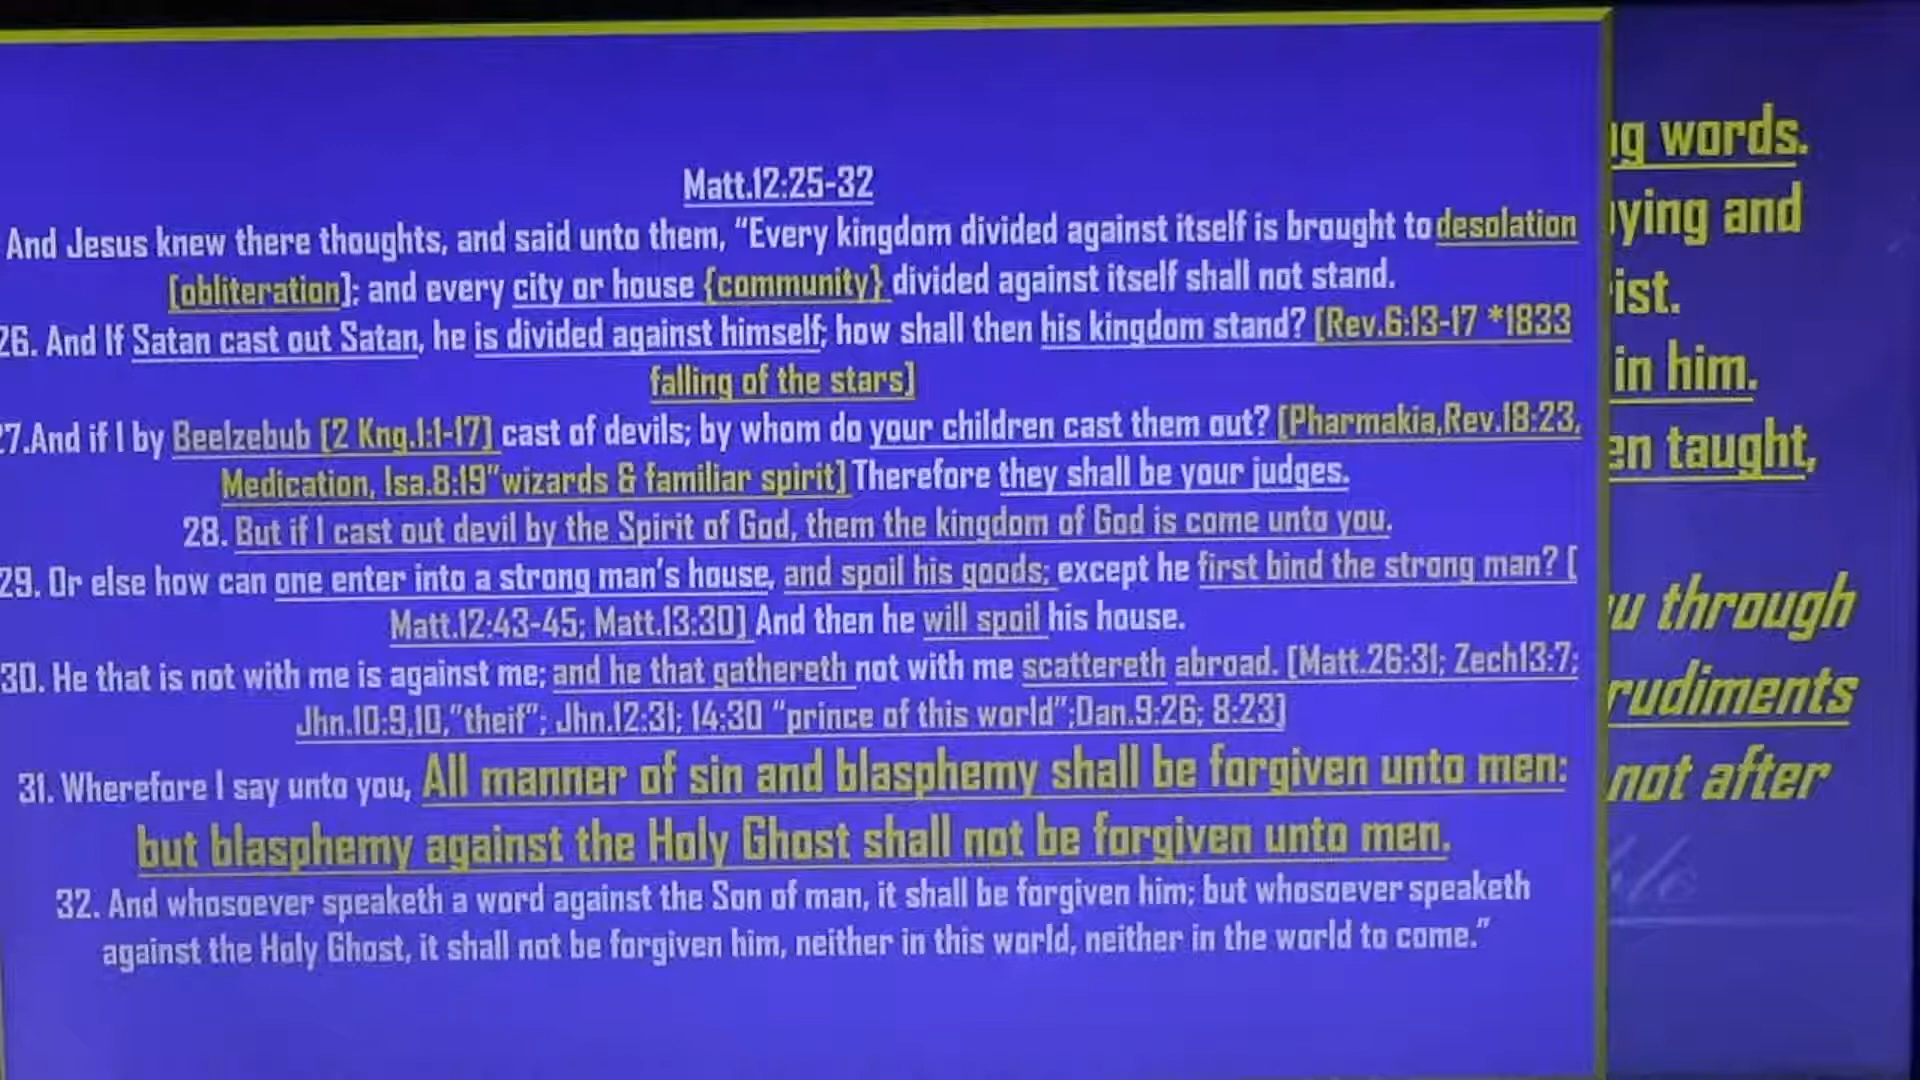 Matt.12:25-32
And Jesus knew there thoughts, and said unto them, “Every kingdom divided against itself is brought to desolation
[obliteration]; and every city or house {community} divided against itself shall not stand.
26. And If Satan cast out Satan, he is divided against himself; how shall then his kingdom stand? [Rev.6:13-17 *1833
falling of the stars]
27.And if I by Beelzebub [2 Kng.1:1-17] cast of devils; by whom do your children cast them out? [Pharmakia,Rev.18:23,
Medication, Isa.8:19”wizards & familiar spirit] Therefore they shall be your judges.
28. But if I cast out devil by the Spirit of God, them the kingdom of God is come unto you.
29. Or else how can one enter into a strong man’s house, and spoil his goods; except he first bind the strong man? [
Matt.12:43-45; Matt.13:30] And then he will spoil his house.
30. He that is not with me is against me; and he that gathereth not with me scattereth abroad. [Matt.26:31; Zech13:7;
Jhn.10:9,10,”theif”; Jhn.12:31; 14:30 “prince of this world”;Dan.9:26; 8:23]
31. Wherefore I say unto you, All manner of sin and blasphemy shall be forgiven unto men:
but blasphemy against the Holy Ghost shall not be forgiven unto men.
32. And whosoever speaketh a word against the Son of man, it shall be forgiven him; but whosoever speaketh
against the Holy Ghost, it shall not be forgiven him, neither in this world, neither in the world to come.”
words.
and
in him.
taught,
through
rudiments
not after